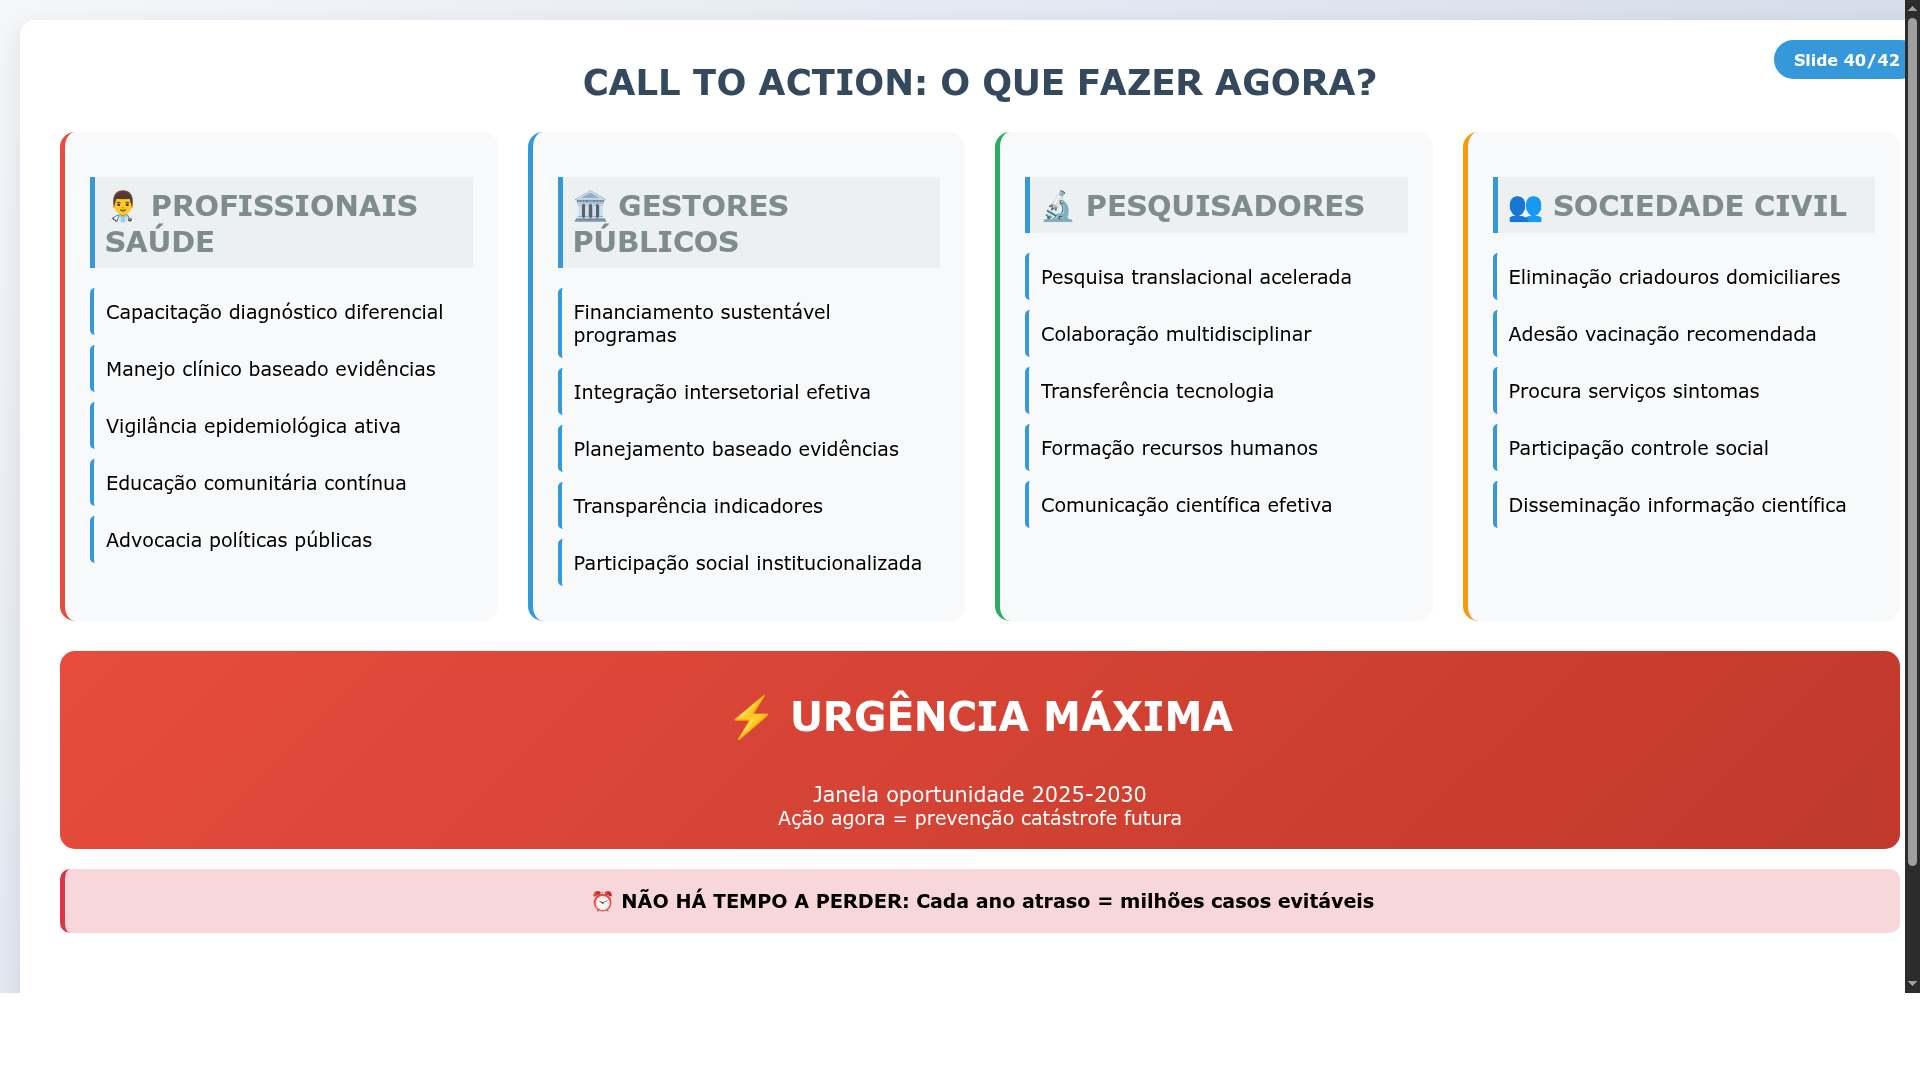 Slide 40/42
CALL TO ACTION: O QUE FAZER AGORA?
👨‍⚕️ PROFISSIONAIS
SAÚDE
Capacitação diagnóstico diferencial
Manejo clínico baseado evidências
Vigilância epidemiológica ativa
Educação comunitária contínua
Advocacia políticas públicas
🏛️ GESTORES
PÚBLICOS
Financiamento sustentável
programas
Integração intersetorial efetiva
Planejamento baseado evidências
Transparência indicadores
Participação social institucionalizada
🔬 PESQUISADORES
Pesquisa translacional acelerada
Colaboração multidisciplinar
Transferência tecnologia
Formação recursos humanos
Comunicação científica efetiva
👥 SOCIEDADE CIVIL
Eliminação criadouros domiciliares
Adesão vacinação recomendada
Procura serviços sintomas
Participação controle social
Disseminação informação científica
⚡ URGÊNCIA MÁXIMA
Janela oportunidade 2025-2030
Ação agora = prevenção catástrofe futura
⏰ NÃO HÁ TEMPO A PERDER: Cada ano atraso = milhões casos evitáveis